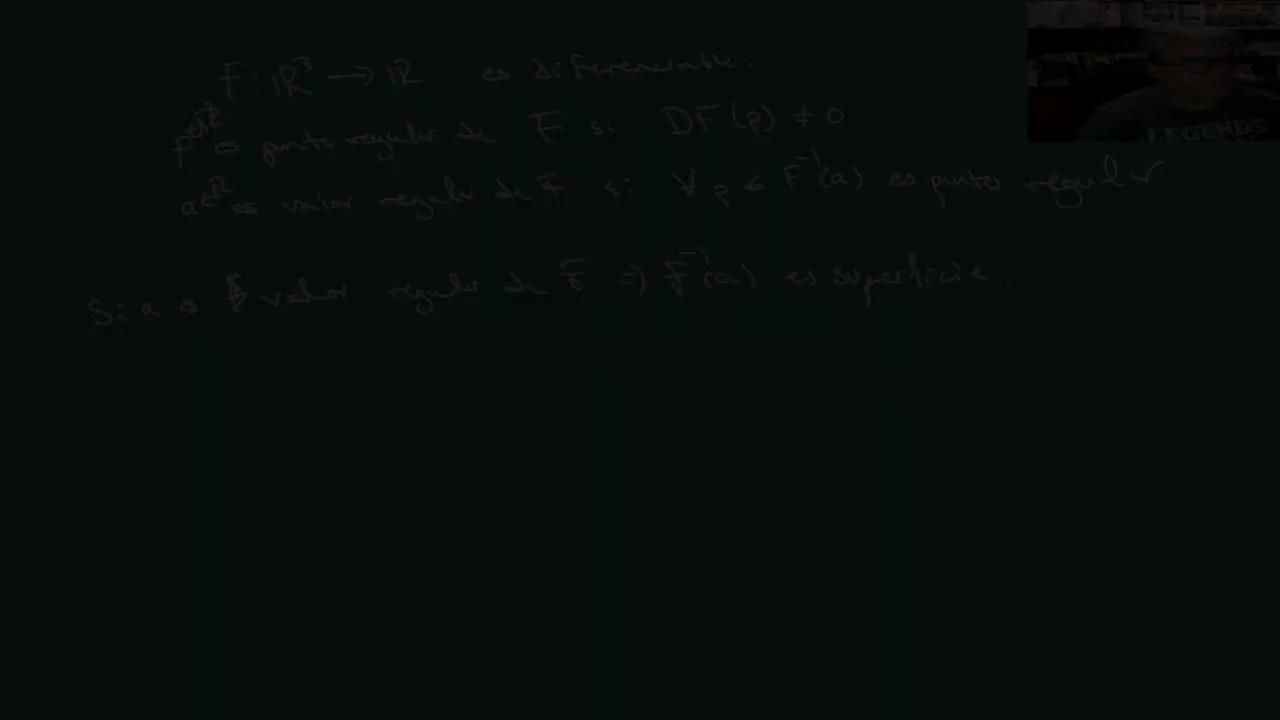 F: ℝ³ → ℝ es diferenciable.
p∈ℝ³ es punto regular de F si DF(p) ≠ 0
a∈ℝ es valor regular de F si ∀ p ∈ F⁻¹(a) es punto regular
Si a es valor regular de F ⇒ F⁻¹(a) es superficie.
LEGENDS